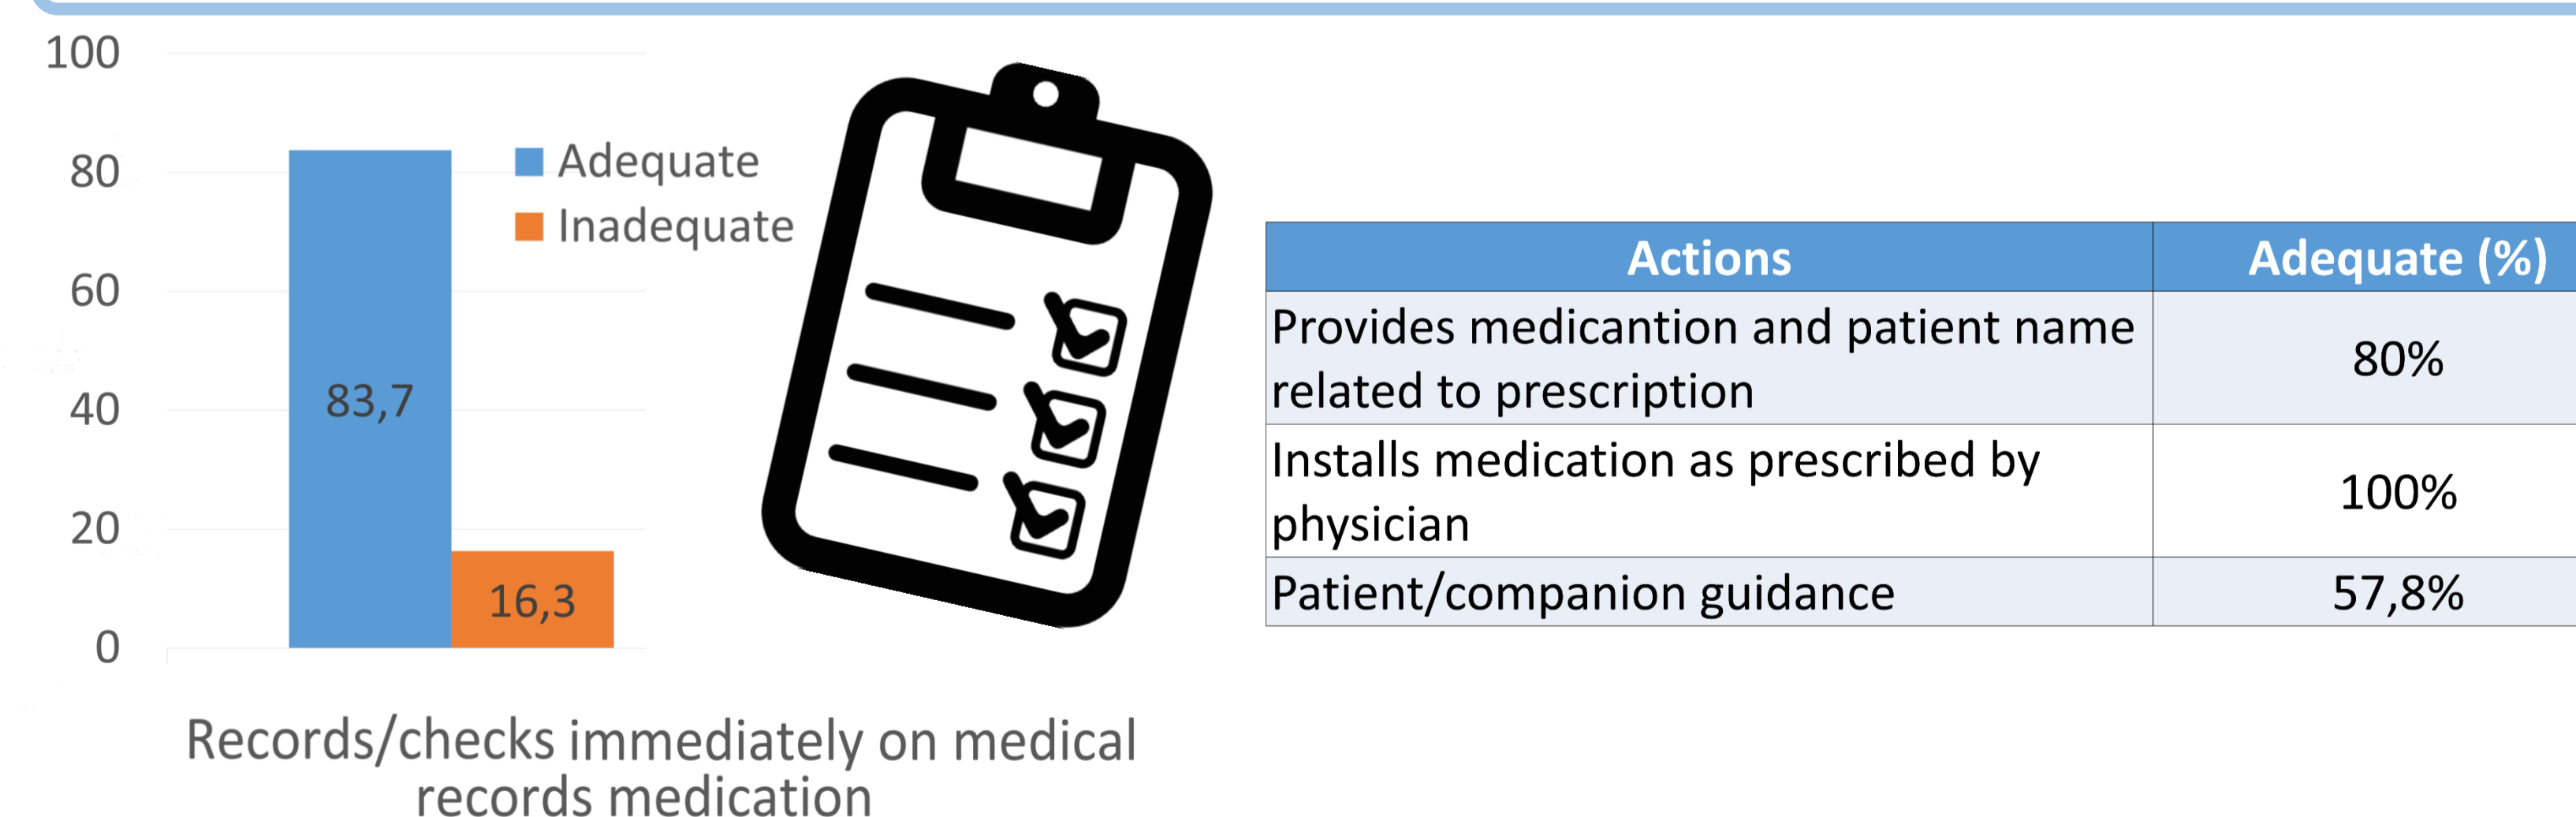 100
80
60
40
20
0
83,7
16,3
Adequate
Inadequate
Records/checks immediately on medical
records medication
Actions
Adequate (%)
Provides medicantion and patient name
related to prescription
80%
Installs medication as prescribed by
physician
100%
Patient/companion guidance
57,8%